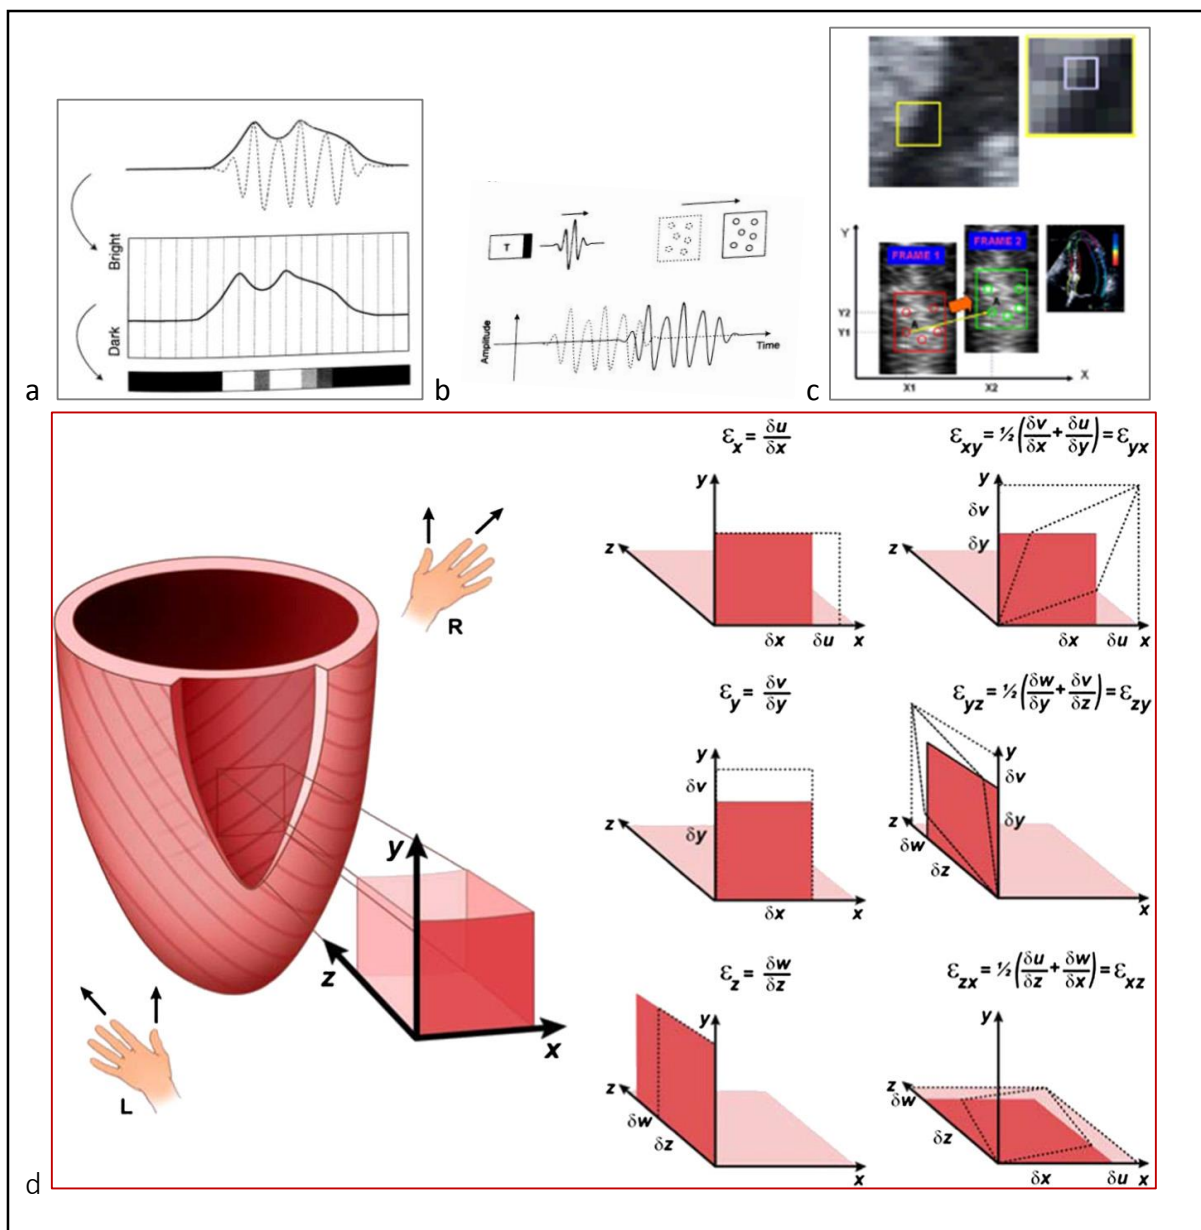 Bright
Dark
a
T
Amplitude
Time
b
Y
FRAME 1
FRAME 2
A
A'
Y2
Y1
X1
X2
X
c
R
L
y
z
x
εx = δu/δx
y
z
δx
δu
x
εxy = ½(δv/δx + δu/δy) = εyx
y
δv
z
δy
δx
δu
x
εy = δv/δy
y
δv
z
δy
δx
x
εyz = ½(δw/δy + δv/δz) = εzy
y
δv
z
δy
δw
δz
x
εz = δw/δz
y
z
δw
δz
x
εzx = ½(δu/δz + δw/δx) = εxz
y
z
δw
δz
δx
δu
x
d